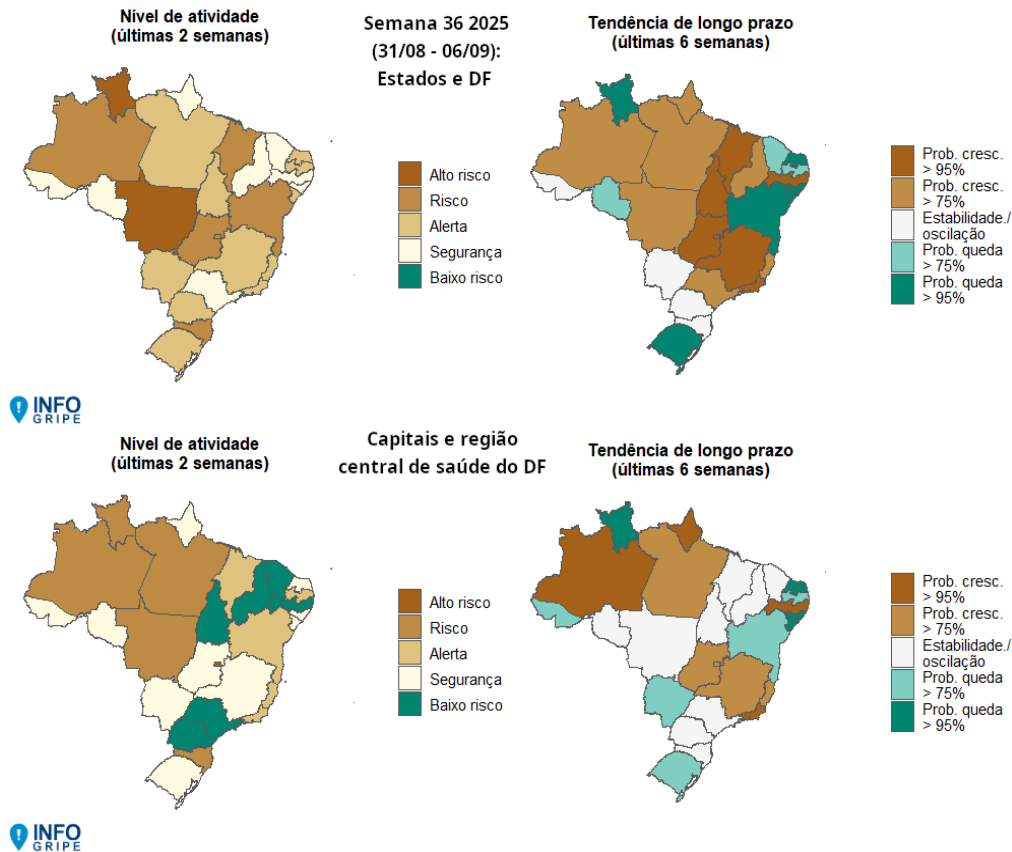 Nível de atividade
(últimas 2 semanas)
Semana 36 2025
(31/08 - 06/09):
Estados e DF
Tendência de longo prazo
(últimas 6 semanas)
Alto risco
Risco
Alerta
Segurança
Baixo risco
Prob. cresc.
> 95%
Prob. cresc.
> 75%
Estabilidade./
oscilação
Prob. queda
> 75%
Prob. queda
> 95%
INFO
GRIPE
Nível de atividade
(últimas 2 semanas)
Capitais e região
central de saúde do DF
Tendência de longo prazo
(últimas 6 semanas)
Alto risco
Risco
Alerta
Segurança
Baixo risco
Prob. cresc.
> 95%
Prob. cresc.
> 75%
Estabilidade./
oscilação
Prob. queda
> 75%
Prob. queda
> 95%
INFO
GRIPE